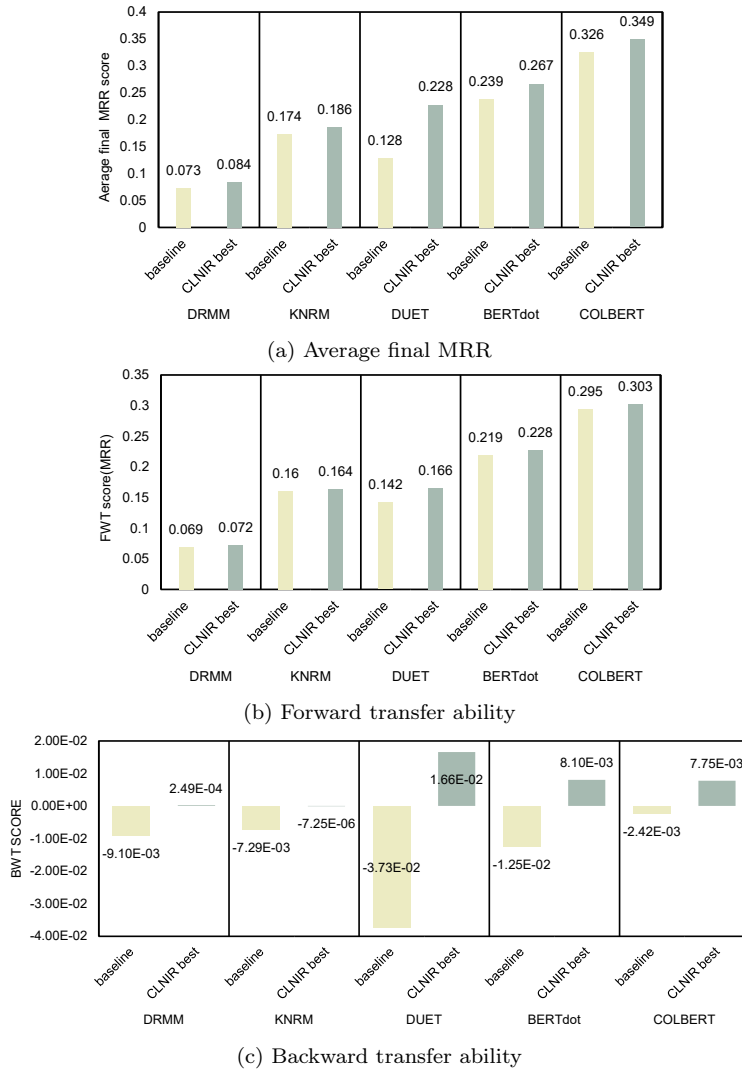 Aerage final MRR score
0.4
0.35
0.3
0.25
0.2
0.15
0.1
0.05
0
0.073
0.084
0.174
0.186
0.128
0.228
0.239
0.267
0.326
0.349
baseline
CLNIR best
baseline
CLNIR best
baseline
CLNIR best
baseline
CLNIR best
baseline
CLNIR best
DRMM KNRM DUET BERTdot COLBERT
(a) Average final MRR
FWT score(MRR)
0.35
0.3
0.25
0.2
0.15
0.1
0.05
0
0.069
0.072
0.16
0.164
0.142
0.166
0.219
0.228
0.295
0.303
baseline
CLNIR best
baseline
CLNIR best
baseline
CLNIR best
baseline
CLNIR best
baseline
CLNIR best
DRMM KNRM DUET BERTdot COLBERT
(b) Forward transfer ability
BWT SCORE
2.00E-02
1.00E-02
0.00E+00
-1.00E-02
-2.00E-02
-3.00E-02
-4.00E-02
-9.10E-03
2.49E-04
-7.29E-03
-7.25E-06
-3.73E-02
1.66E-02
-1.25E-02
8.10E-03
-2.42E-03
7.75E-03
baseline
CLNIR best
baseline
CLNIR best
baseline
CLNIR best
baseline
CLNIR best
baseline
CLNIR best
DRMM KNRM DUET BERTdot COLBERT
(c) Backward transfer ability